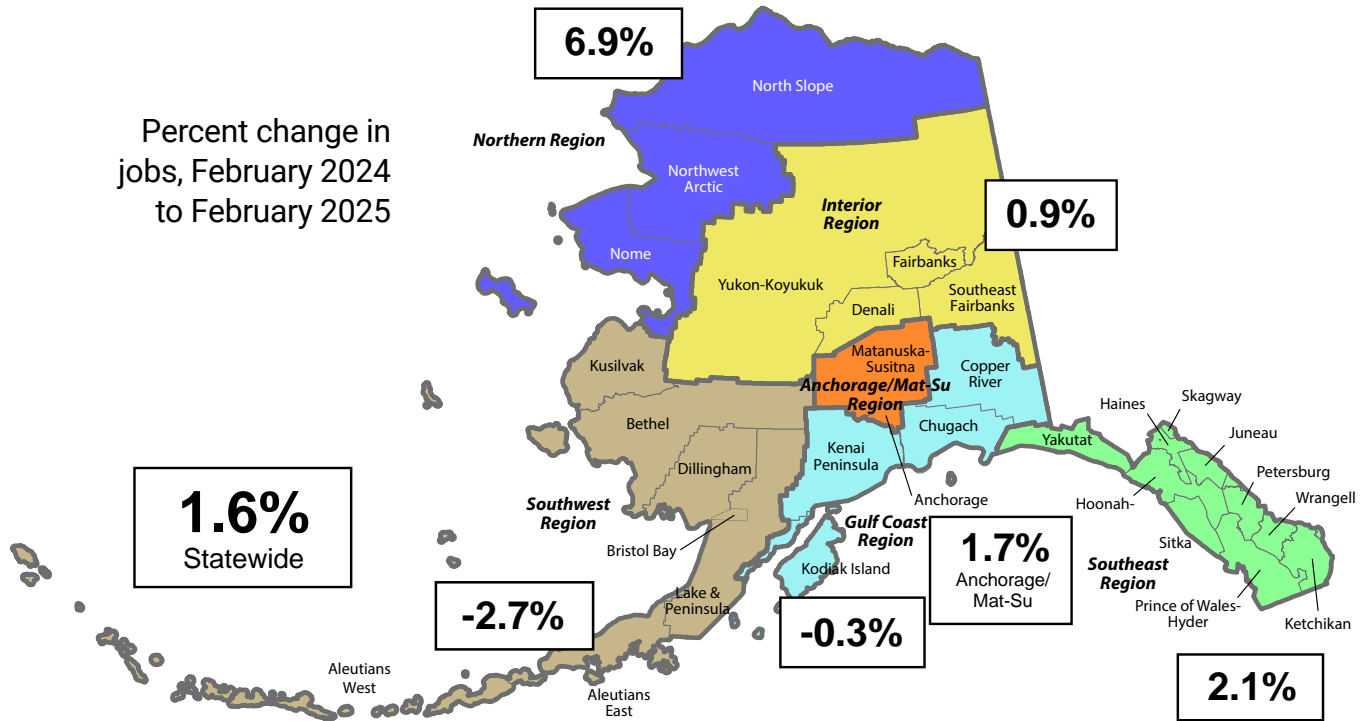 6.9%
North Slope
Percent change in
jobs, February 2024
to February 2025
Northern Region
Northwest
Arctic
Interior
Region
0.9%
Nome
Fairbanks
Yukon-Koyukuk
Southeast
Fairbanks
Denali
Kusilvak
Matanuska-
Susitna
Copper
River
Anchorage/Mat-Su
Region
Skagway
Haines
Bethel
Chugach
Yakutat
Juneau
Kenai
Peninsula
Dillingham
Petersburg
1.6%
Statewide
Southwest
Region
Anchorage
Hoonah-
Wrangell
Gulf Coast
Region
Bristol Bay
1.7%
Anchorage/
Mat-Su
Sitka
Southeast
Region
Kodiak Island
Lake &
Peninsula
-2.7%
-0.3%
Prince of Wales-
Hyder
Ketchikan
Aleutians
West
Aleutians
East
2.1%